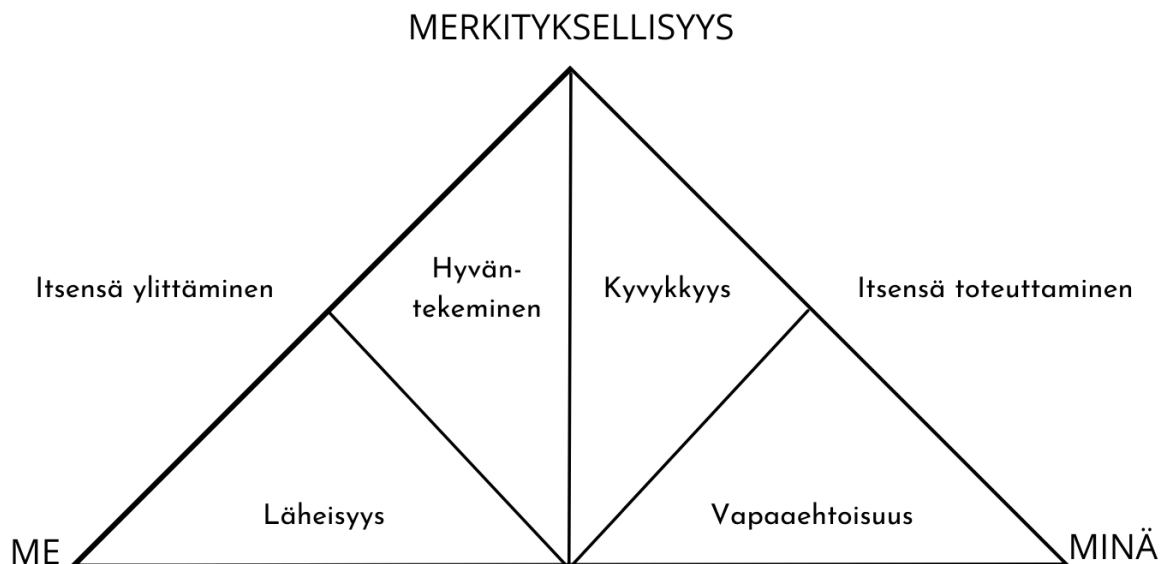 MERKITYKSELLISYYS
Itsensä ylittäminen
Hyvän-
tekeminen
Kyvykkyys
Itsensä toteuttaminen
Läheisyys
Vapaaehtoisuus
ME
MINÄ